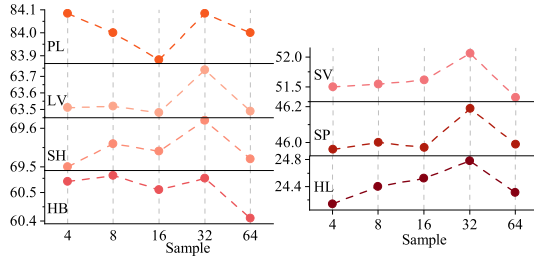 84.1
84.0
83.9
PL
63.7
63.6
63.5
LV
69.6
69.5
SH
60.5
60.4
HB
4 8 16 32 64
Sample
52.0
51.5
SV
46.2
46.0
SP
24.8
24.4
HL
4 8 16 32 64
Sample